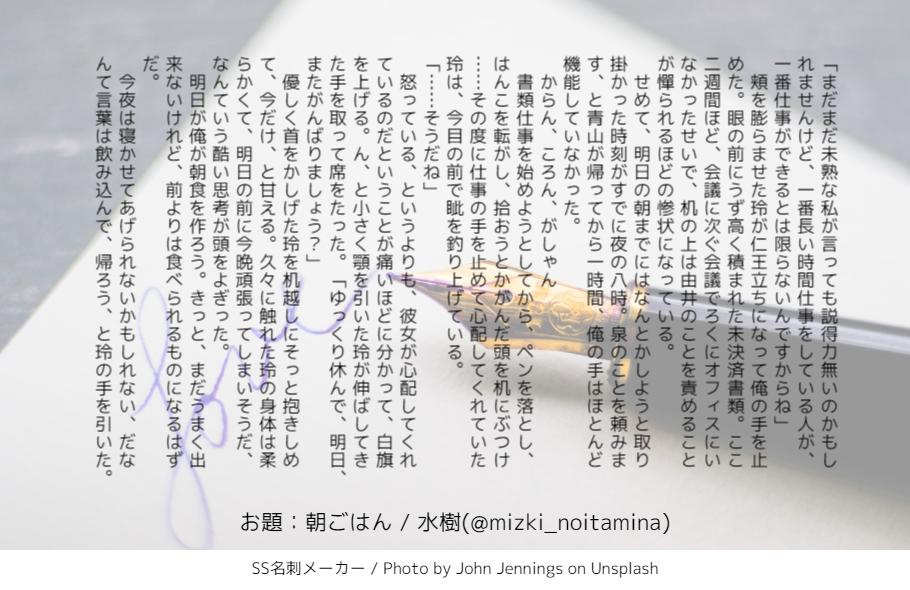 「まだまだ未熟な私が言っても説得力無いのかもし
れませんけど、一番長い時間仕事をしている人が、
一番仕事ができるとは限らないんですからね」
　頬を膨らませた玲が仁王立ちになって俺の手を止
めた。眼の前にうず高く積まれた未決済書類。ここ
二週間ほど、会議に次ぐ会議でろくにオフィスにい
なかったせいで、机の上は由井のことを責めること
が憚られるほどの惨状になっている。
　せめて、明日の朝までにはなんとかしようと取り
掛かった時刻がすでに夜の八時。泉のことを頼みま
す、と青山が帰ってから一時間、俺の手はほとんど
機能していなかった。
　からん、ころん、がしゃん
　書類仕事を始めようとしてから、ペンを落とし、
はんこを転がし、拾おうとかがんだ頭を机にぶつけ
……その度に仕事の手を止めて心配してくれていた
玲は、今目の前で眦を釣り上げている。
「……そうだね」
　怒っている、というよりも、彼女が心配してくれ
ているのだということが痛いほどに分かって、白旗
を上げる。ん、と小さく顎を引いた玲が伸ばしてき
た手を取って席をたった。「ゆっくり休んで、明日、
またがんばりましょう？」
　優しく首をかしげた玲を机越しにそっと抱きしめ
て、今だけ、と甘える。久々に触れた玲の身体は柔
らかくて、明日の前に今晩頑張ってしまいそうだ、
なんていう酷い思考が頭をよぎった。
　明日が俺が朝食を作ろう。きっと、まだうまく出
来ないけれど、前よりは食べられるものになるはず
だ。
　今夜は寝かせてあげられないかもしれない、だな
んて言葉は飲み込んで、帰ろう、と玲の手を引いた。
お題：朝ごはん / 水樹(@mizki_noitamina)
SS名刺メーカー / Photo by John Jennings on Unsplash